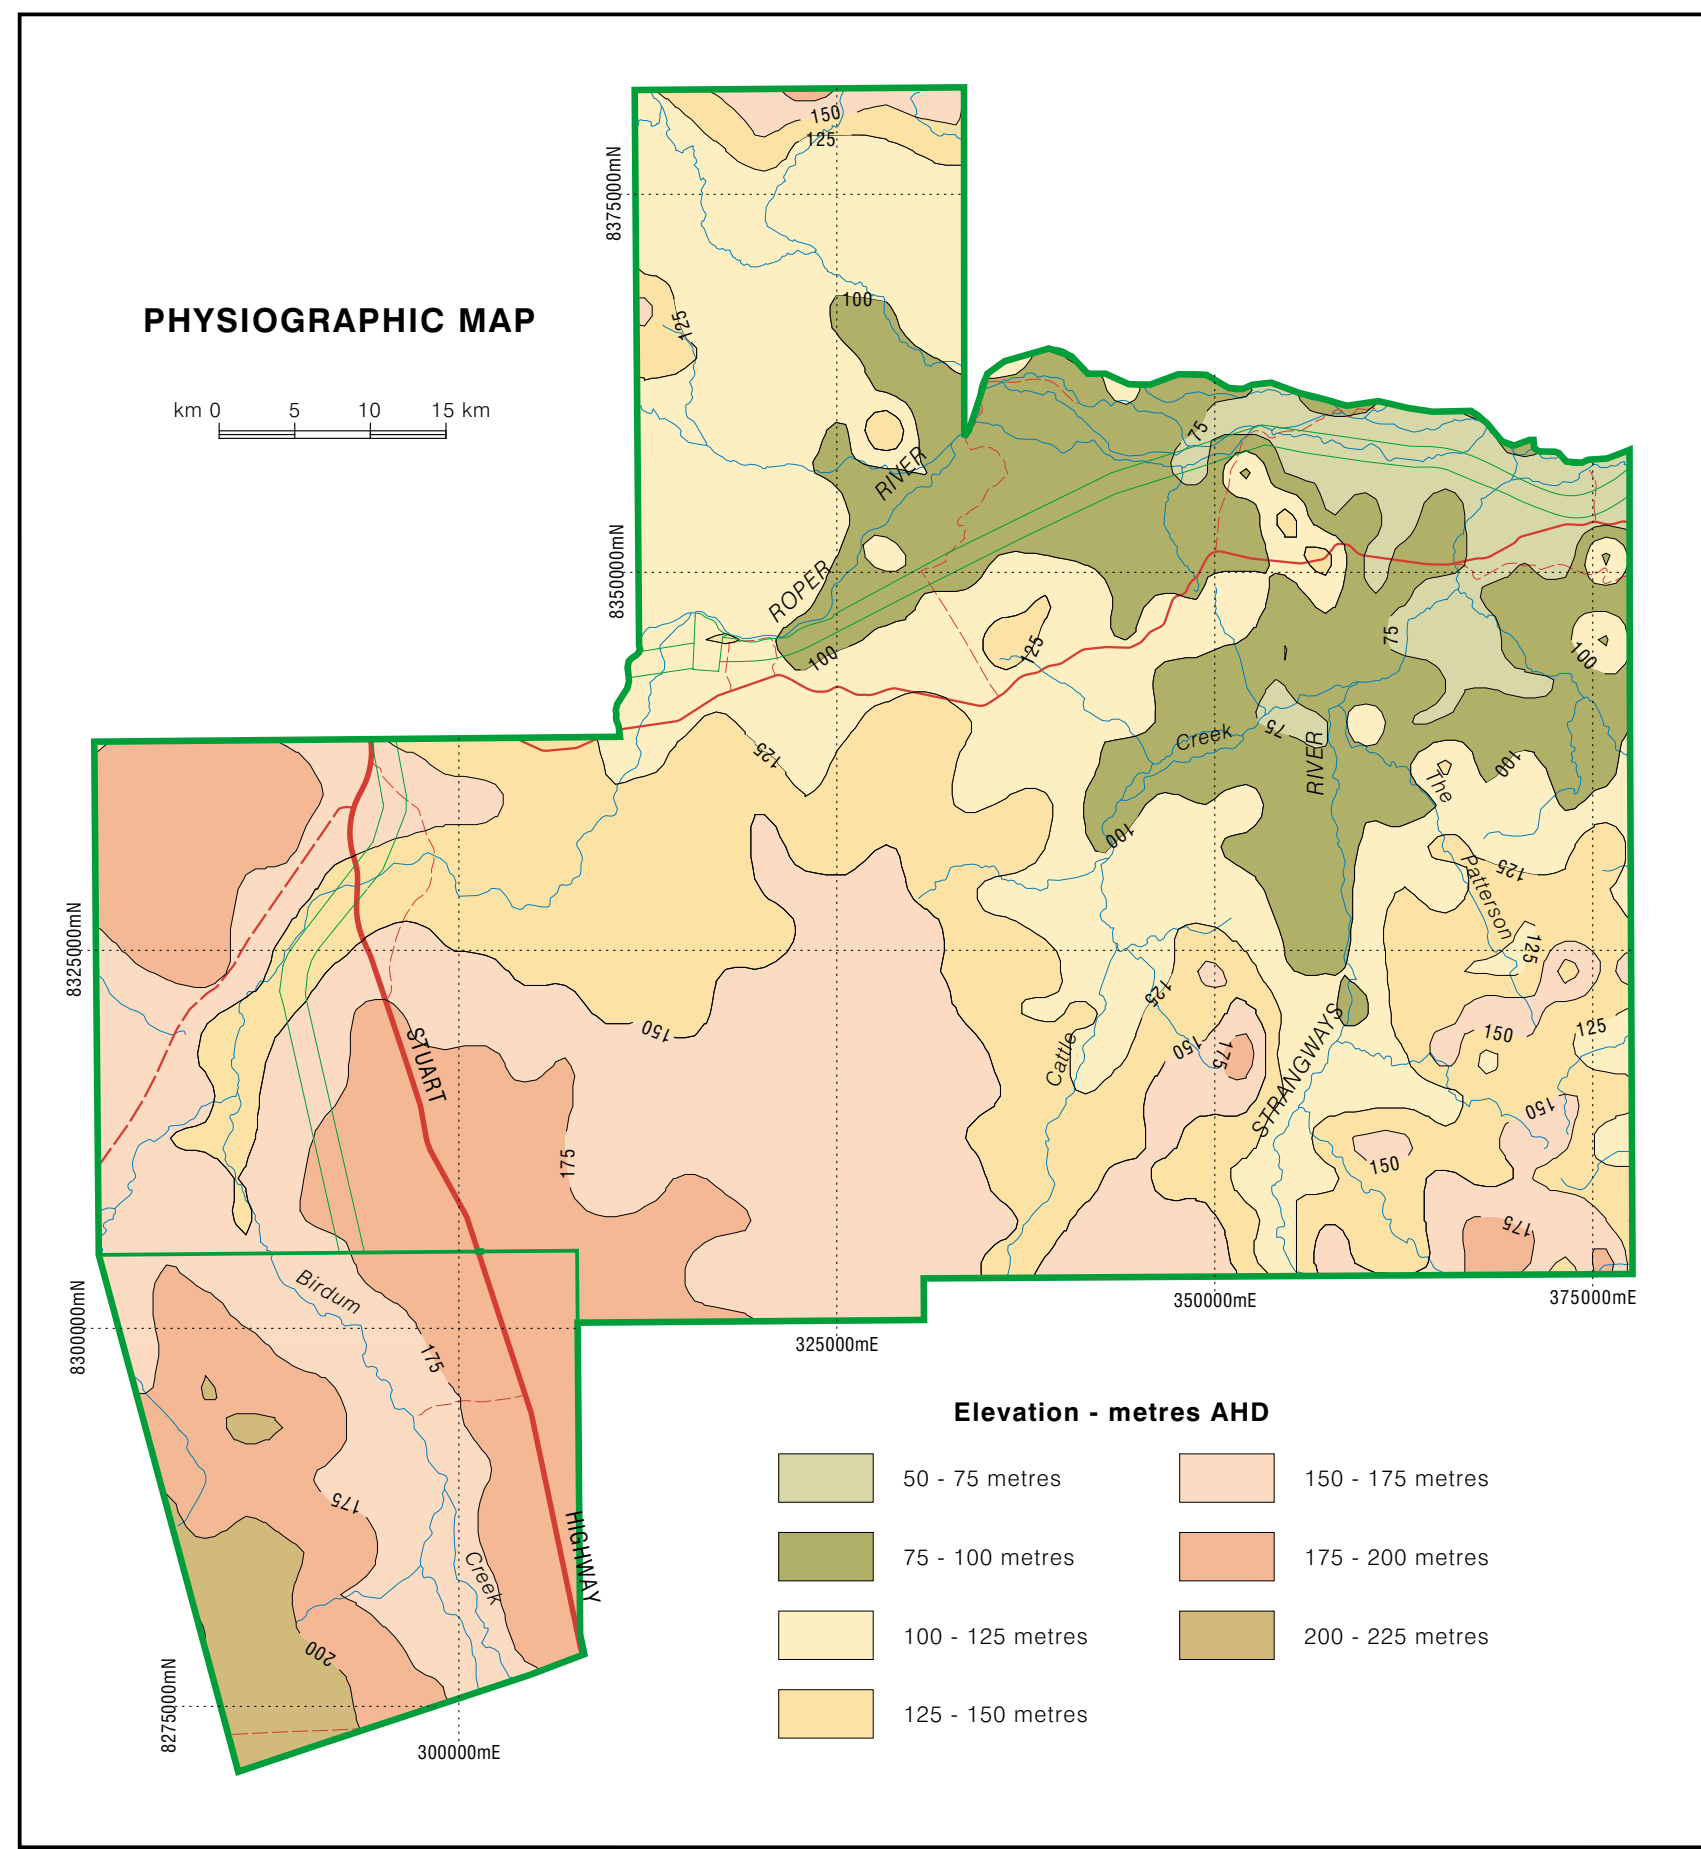 PHYSIOGRAPHIC MAP
km 0 5 10 15 km
8375000mN
8350000mN
8325000mN
8300000mN
8275000mN
300000mE
325000mE
350000mE
375000mE
150
125
125
100
75
RIVER
ROPER
100
125
75
100
125
Creek
75
RIVER
The
100
100
125
Patterson
125
150
125
Cattle
150
175
STRANGWAYS
150
125
150
150
175
STUART
175
Birdum
175
175
HIGHWAY
Creek
200
Elevation - metres AHD
50 - 75 metres
75 - 100 metres
100 - 125 metres
125 - 150 metres
150 - 175 metres
175 - 200 metres
200 - 225 metres